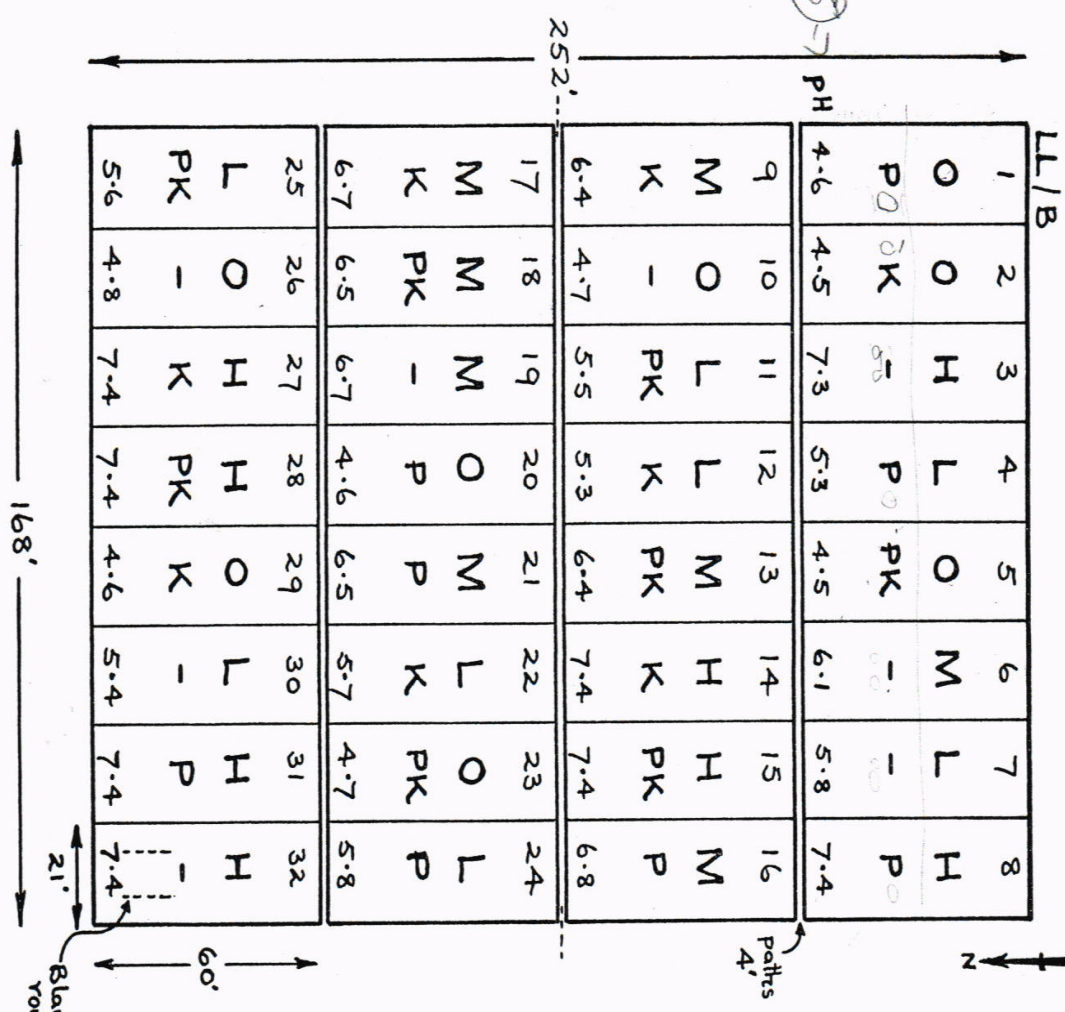 LL/B
1 2 3 4 5 6 7 8
O O H L O M L H
N
P K - P PK - - P
pH 4.6 4.5 7.3 5.3 4.5 6.1 5.8 7.4
paths
4'
9 10 11 12 13 14 15 16
M O L L M H H M
K - PK K PK K PK P
6.4 4.7 5.5 5.3 6.4 7.4 7.4 6.8
252'
17 18 19 20 21 22 23 24
M M M O M L O L
K PK - P P K PK P
6.7 6.5 6.7 4.6 6.5 5.7 4.7 5.8
25 26 27 28 29 30 31 32
L O H H O L H H
PK - K PK K - P -
60'
5.6 4.8 7.4 7.4 4.6 5.4 7.4 7.4
21'
168'